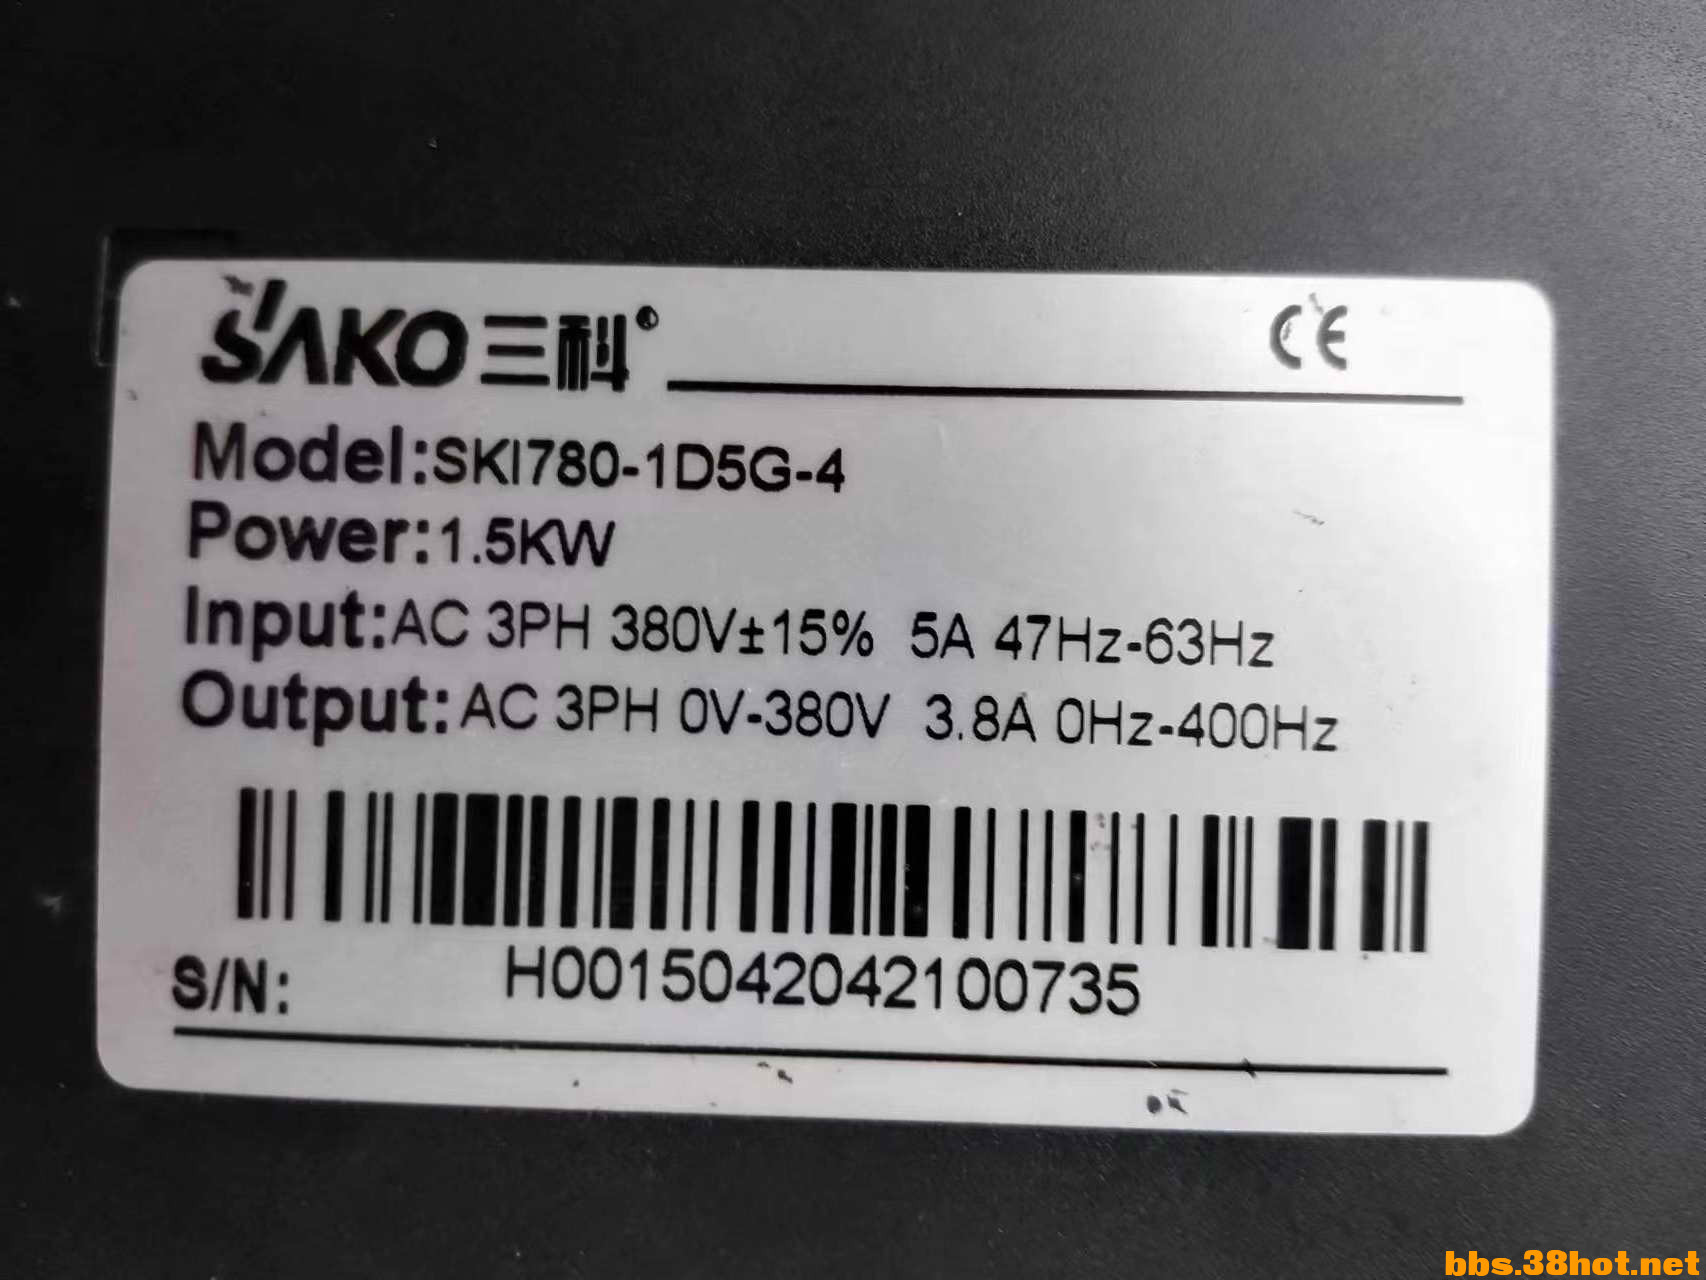 SAKO三科®
CE
Model:SKI780-1D5G-4
Power:1.5KW
Input:AC 3PH 380V±15% 5A 47Hz-63Hz
Output:AC 3PH 0V-380V 3.8A 0Hz-400Hz
S/N: H0015042042100735
bbs.38hot.net